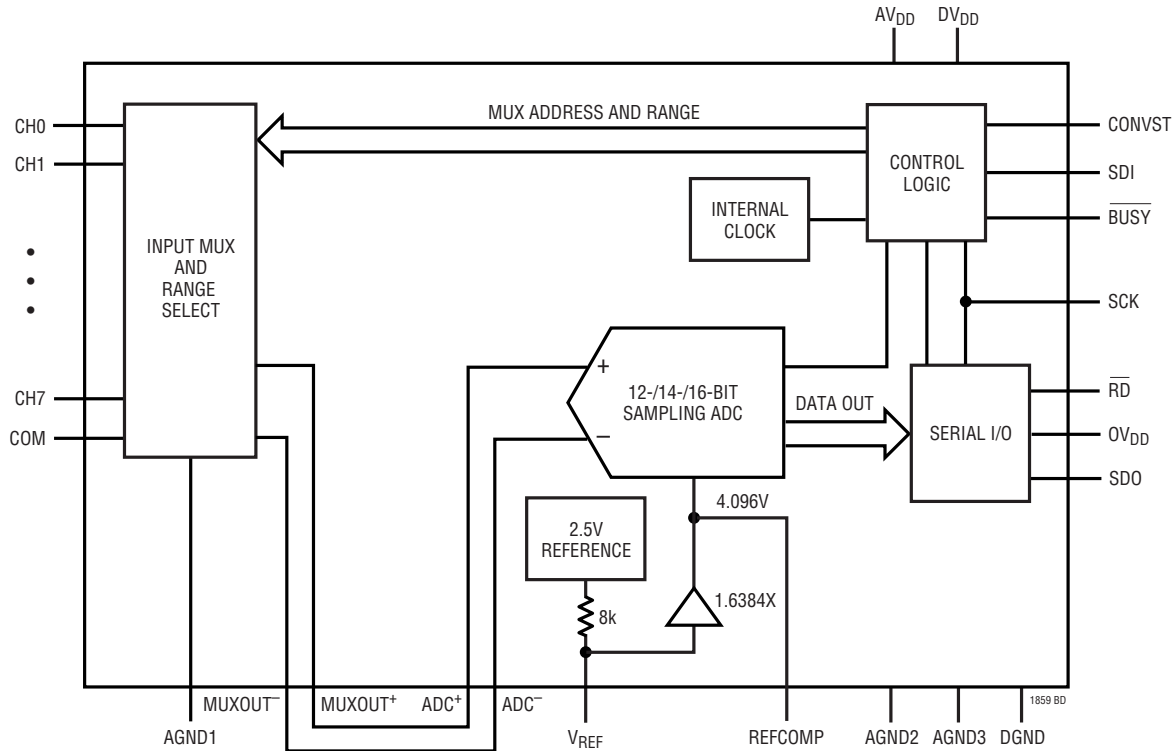 AVDD DVDD
MUX ADDRESS AND RANGE
CH0
CH1
CH7
COM
INPUT MUX
AND
RANGE
SELECT
CONTROL
LOGIC
INTERNAL
CLOCK
CONVST
SDI
B̅U̅S̅Y̅
SCK
R̅D̅
OVDD
SDO
+
–
12-/14-/16-BIT
SAMPLING ADC
DATA OUT
SERIAL I/O
4.096V
2.5V
REFERENCE
8k
1.6384X
MUXOUT– MUXOUT+ ADC+ ADC–
1859 BD
AGND1 VREF REFCOMP AGND2 AGND3 DGND